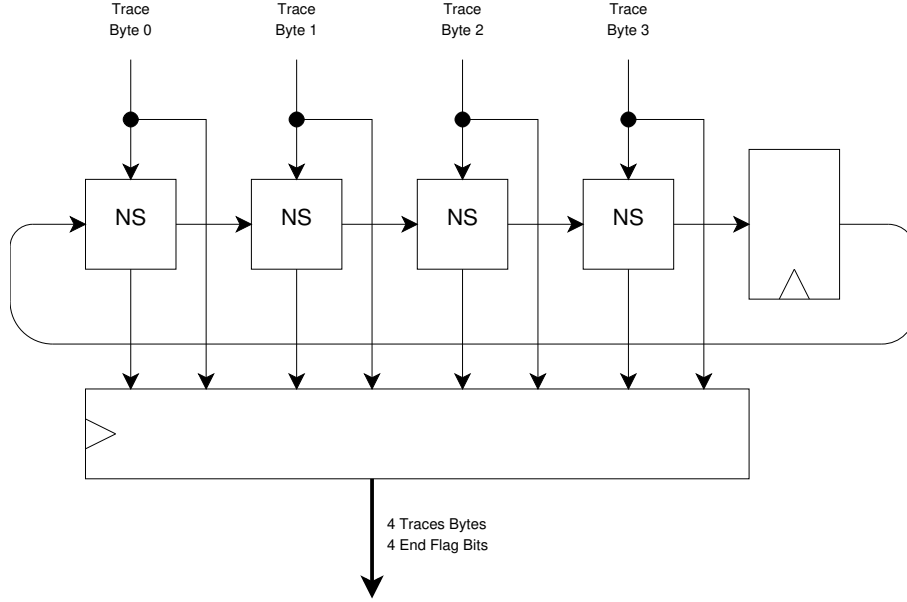 Trace
Byte 0
Trace
Byte 1
Trace
Byte 2
Trace
Byte 3
NS
NS
NS
NS
4 Traces Bytes
4 End Flag Bits